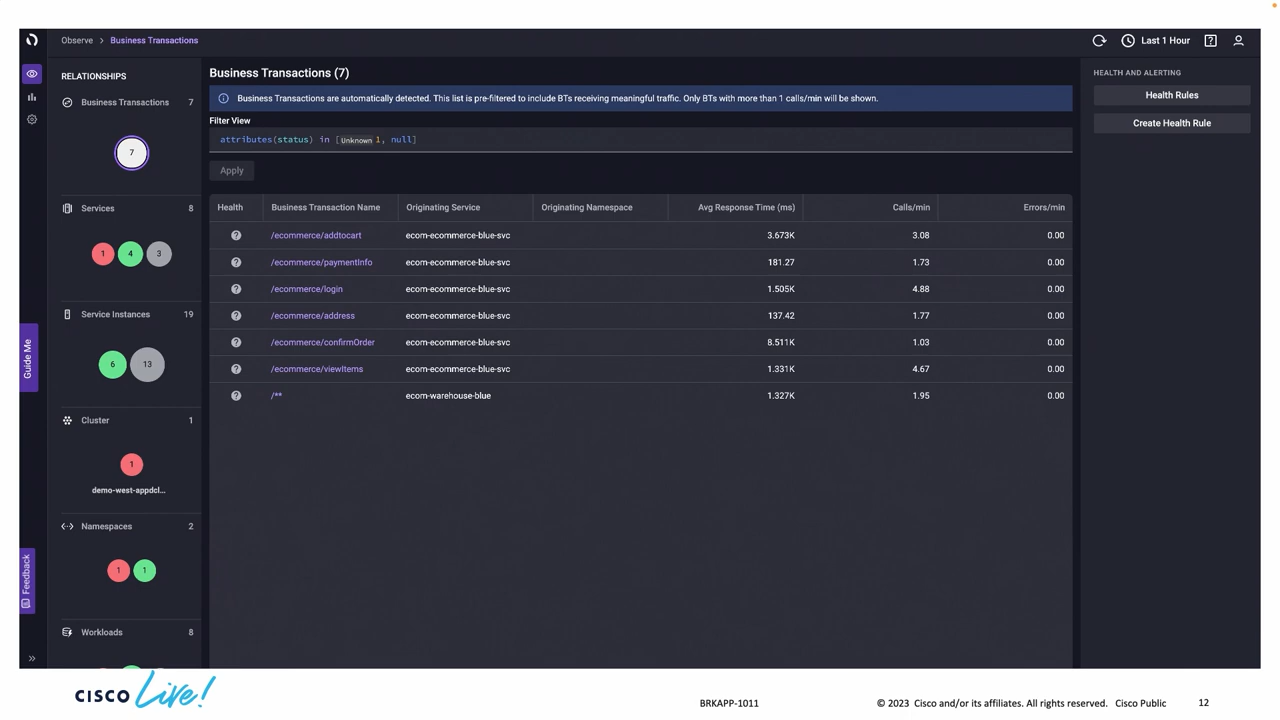 Observe > Business Transactions
Last 1 Hour
RELATIONSHIPS
Business Transactions 7
7
Services 8
1 4 3
Service Instances 19
6 13
Cluster 1
1
demo-west-appdcl...
Namespaces 2
1 1
Workloads 8
Guide Me
Feedback
Business Transactions (7)
Business Transactions are automatically detected. This list is pre-filtered to include BTs receiving meaningful traffic. Only BTs with more than 1 calls/min will be shown.
Filter View
attributes(status) in [Unknown 1, null]
Apply
Health Business Transaction Name Originating Service Originating Namespace Avg Response Time (ms) Calls/min Errors/min
? /ecommerce/addtocart ecom-ecommerce-blue-svc 3.673K 3.08 0.00
? /ecommerce/paymentInfo ecom-ecommerce-blue-svc 181.27 1.73 0.00
? /ecommerce/login ecom-ecommerce-blue-svc 1.505K 4.88 0.00
? /ecommerce/address ecom-ecommerce-blue-svc 137.42 1.77 0.00
? /ecommerce/confirmOrder ecom-ecommerce-blue-svc 8.511K 1.03 0.00
? /ecommerce/viewItems ecom-ecommerce-blue-svc 1.331K 4.67 0.00
? /** ecom-warehouse-blue 1.327K 1.95 0.00
HEALTH AND ALERTING
Health Rules
Create Health Rule
CISCO Live!
BRKAPP-1011
© 2023 Cisco and/or its affiliates. All rights reserved. Cisco Public
12